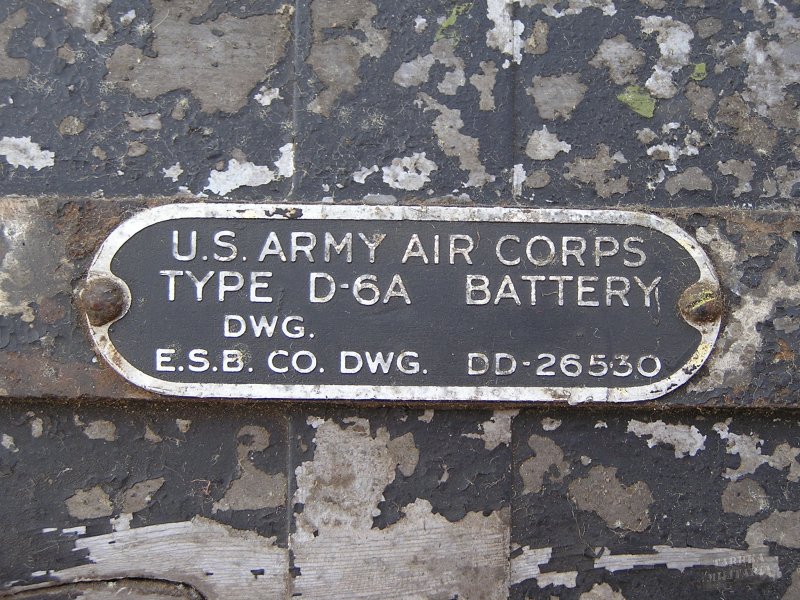 U.S. ARMY AIR CORPS
TYPE D-6A BATTERY
DWG.
E.S.B. CO. DWG. DD-26530